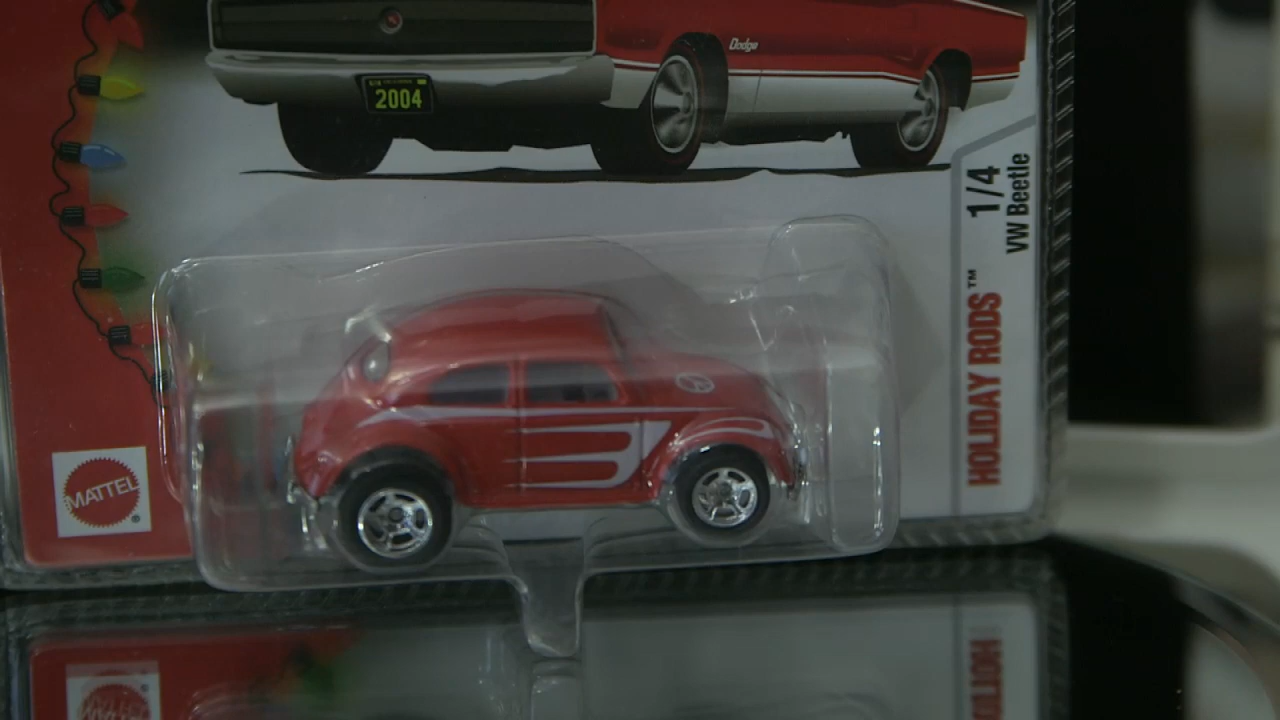 Dodge
2004
1/4
VW Beetle
HOLIDAY RODS™
MATTEL
®